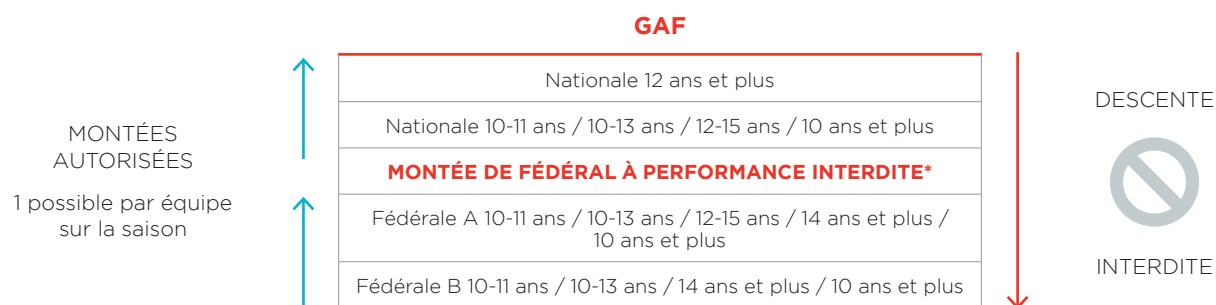 GAF
MONTÉES
AUTORISÉES
1 possible par équipe
sur la saison
Nationale 12 ans et plus
Nationale 10-11 ans / 10-13 ans / 12-15 ans / 10 ans et plus
MONTÉE DE FÉDÉRAL À PERFORMANCE INTERDITE*
Fédérale A 10-11 ans / 10-13 ans / 12-15 ans / 14 ans et plus /
10 ans et plus
Fédérale B 10-11 ans / 10-13 ans / 14 ans et plus / 10 ans et plus
DESCENTE
INTERDITE